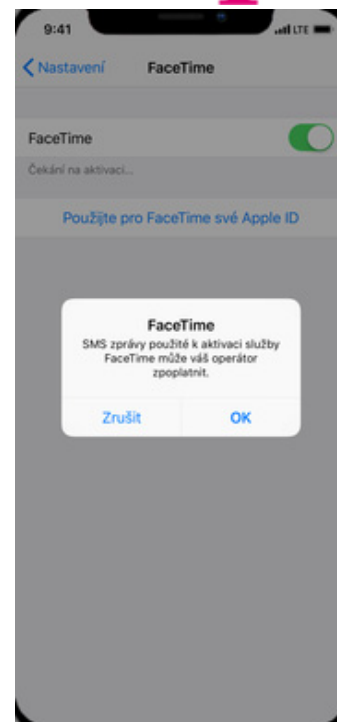 9:41
LTE
Nastavení
FaceTime
FaceTime
Čekání na aktivaci...
Použijte pro FaceTime své Apple ID
FaceTime
SMS zprávy použité k aktivaci služby
FaceTime může váš operátor
zpoplatnit.
Zrušit
OK